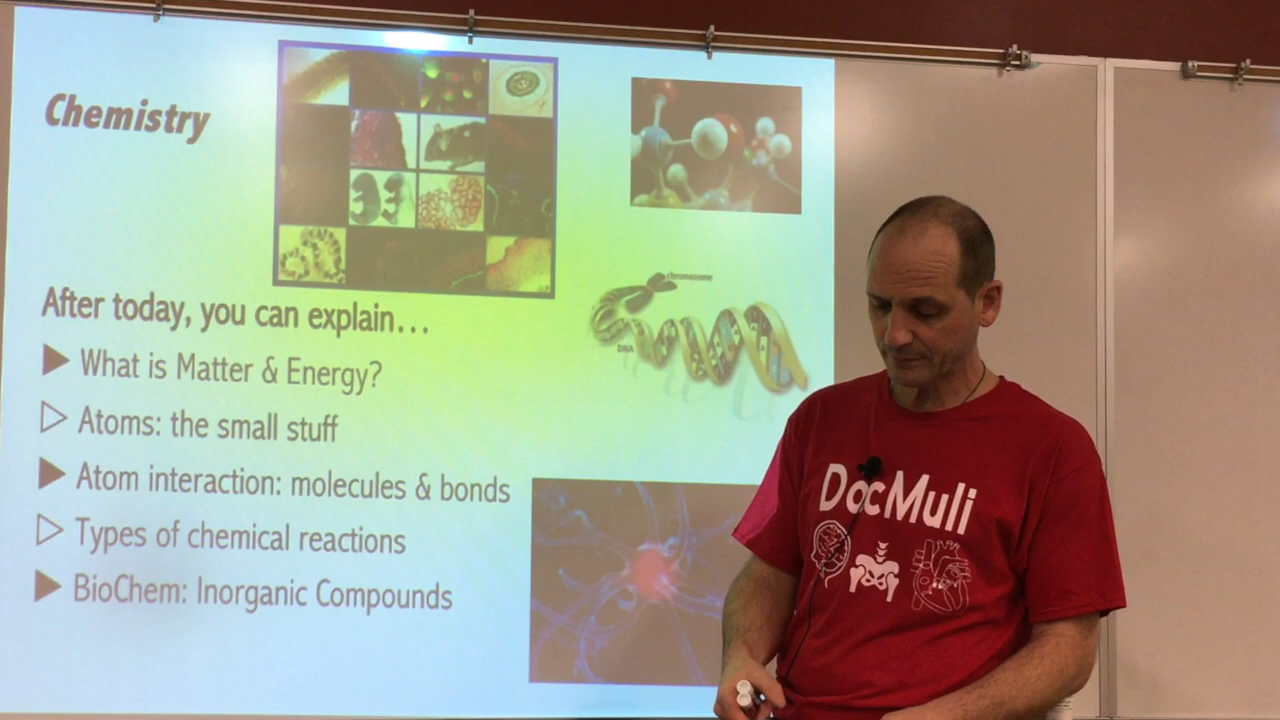 Chemistry
chromosome
DNA
After today, you can explain…
What is Matter & Energy?
Atoms: the small stuff
Atom interaction: molecules & bonds
Types of chemical reactions
BioChem: Inorganic Compounds
DocMuli